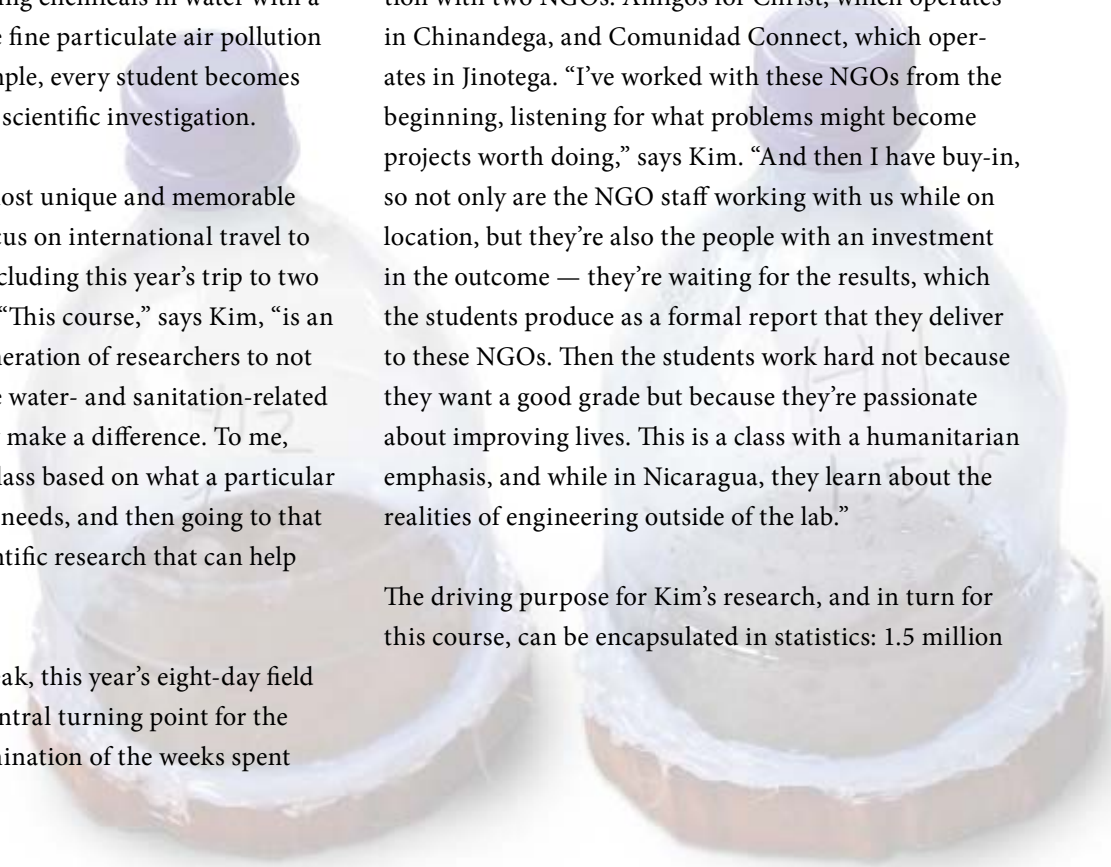 ing chemicals in water with a
e fine particulate air pollution
mple, every student becomes
scientific investigation.
ost unique and memorable
cus on international travel to
cluding this year’s trip to two
“This course,” says Kim, “is an
neration of researchers to not
e water- and sanitation-related
make a difference. To me,
lass based on what a particular
needs, and then going to that
ntific research that can help
eak, this year’s eight-day field
ntral turning point for the
mination of the weeks spent
tion with two NGOs: Amigos for Christ, which operates
in Chinandega, and Comunidad Connect, which oper-
ates in Jinotega. “I’ve worked with these NGOs from the
beginning, listening for what problems might become
projects worth doing,” says Kim. “And then I have buy-in,
so not only are the NGO staff working with us while on
location, but they’re also the people with an investment
in the outcome — they’re waiting for the results, which
the students produce as a formal report that they deliver
to these NGOs. Then the students work hard not because
they want a good grade but because they’re passionate
about improving lives. This is a class with a humanitarian
emphasis, and while in Nicaragua, they learn about the
realities of engineering outside of the lab.”
The driving purpose for Kim’s research, and in turn for
this course, can be encapsulated in statistics: 1.5 million